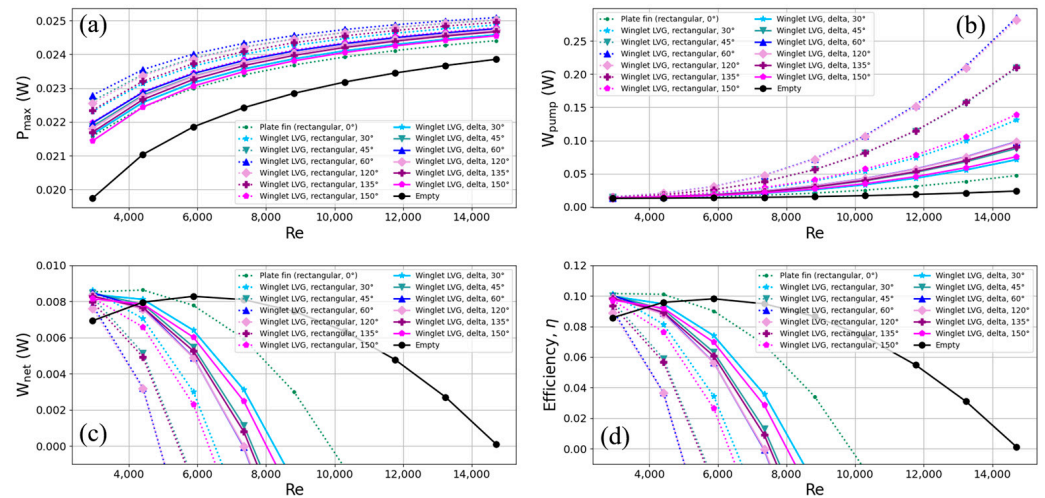 (a)
P_max (W)
0.025
0.024
0.023
0.022
0.021
0.020
Plate fin (rectangular, 0°)
Winglet LVG, rectangular, 30°
Winglet LVG, rectangular, 45°
Winglet LVG, rectangular, 60°
Winglet LVG, rectangular, 120°
Winglet LVG, rectangular, 135°
Winglet LVG, rectangular, 150°
Winglet LVG, delta, 30°
Winglet LVG, delta, 45°
Winglet LVG, delta, 60°
Winglet LVG, delta, 120°
Winglet LVG, delta, 135°
Winglet LVG, delta, 150°
Empty
4,000 6,000 8,000 10,000 12,000 14,000
Re
(b)
W_pump (W)
0.25
0.20
0.15
0.10
0.05
0.00
Plate fin (rectangular, 0°)
Winglet LVG, rectangular, 30°
Winglet LVG, rectangular, 45°
Winglet LVG, rectangular, 60°
Winglet LVG, rectangular, 120°
Winglet LVG, rectangular, 135°
Winglet LVG, rectangular, 150°
Winglet LVG, delta, 30°
Winglet LVG, delta, 45°
Winglet LVG, delta, 60°
Winglet LVG, delta, 120°
Winglet LVG, delta, 135°
Winglet LVG, delta, 150°
Empty
4,000 6,000 8,000 10,000 12,000 14,000
Re
(c)
W_net (W)
0.010
0.008
0.006
0.004
0.002
0.000
Plate fin (rectangular, 0°)
Winglet LVG, rectangular, 30°
Winglet LVG, rectangular, 45°
Winglet LVG, rectangular, 60°
Winglet LVG, rectangular, 120°
Winglet LVG, rectangular, 135°
Winglet LVG, rectangular, 150°
Winglet LVG, delta, 30°
Winglet LVG, delta, 45°
Winglet LVG, delta, 60°
Winglet LVG, delta, 120°
Winglet LVG, delta, 135°
Winglet LVG, delta, 150°
Empty
4,000 6,000 8,000 10,000 12,000 14,000
Re
(d)
Efficiency, η
0.12
0.10
0.08
0.06
0.04
0.02
0.00
Plate fin (rectangular, 0°)
Winglet LVG, rectangular, 30°
Winglet LVG, rectangular, 45°
Winglet LVG, rectangular, 60°
Winglet LVG, rectangular, 120°
Winglet LVG, rectangular, 135°
Winglet LVG, rectangular, 150°
Winglet LVG, delta, 30°
Winglet LVG, delta, 45°
Winglet LVG, delta, 60°
Winglet LVG, delta, 120°
Winglet LVG, delta, 135°
Winglet LVG, delta, 150°
Empty
4,000 6,000 8,000 10,000 12,000 14,000
Re